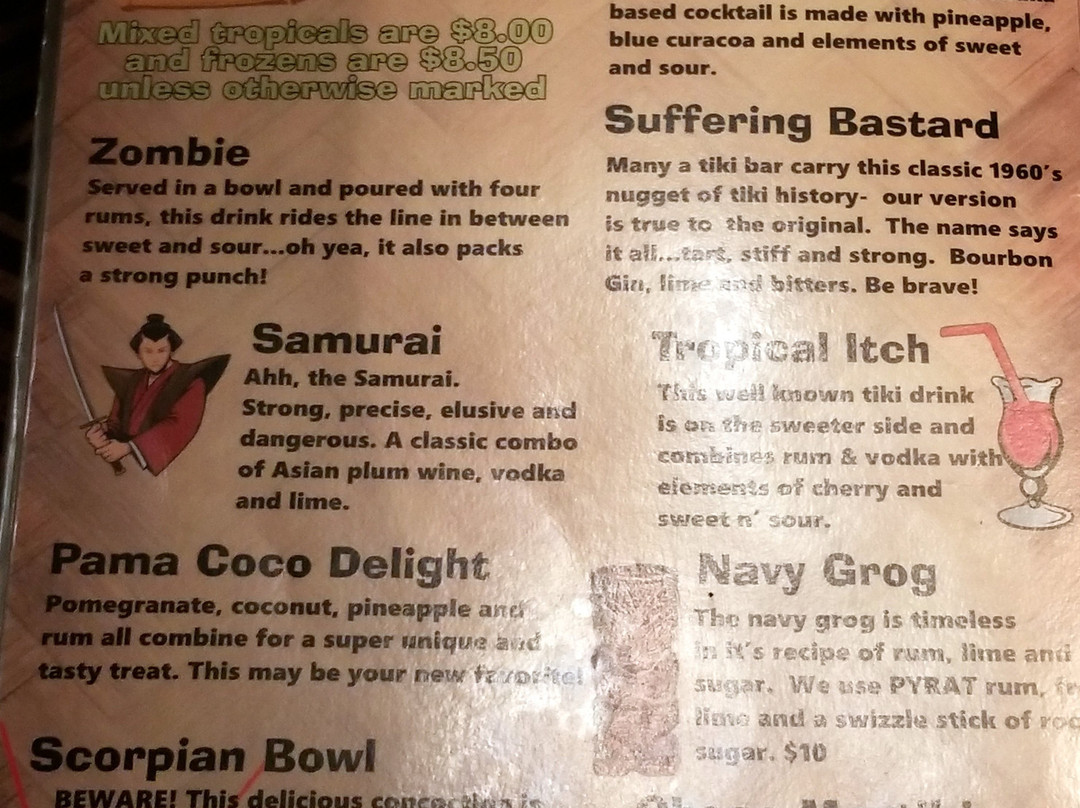 Mixed tropicals are $8.00
and frozens are $8.50
unless otherwise marked
Zombie
Served in a bowl and poured with four
rums, this drink rides the line in between
sweet and sour...oh yea, it also packs
a strong punch!
Samurai
Ahh, the Samurai.
Strong, precise, elusive and
dangerous. A classic combo
of Asian plum wine, vodka
and lime.
Pama Coco Delight
Pomegranate, coconut, pineapple and
rum all combine for a super unique and
tasty treat. This may be your new favorite!
Scorpian Bowl
BEWARE! This delicious concoction is
based cocktail is made with pineapple,
blue curacoa and elements of sweet
and sour.
Suffering Bastard
Many a tiki bar carry this classic 1960's
nugget of tiki history- our version
is true to the original. The name says
it all...tart, stiff and strong. Bourbon
Gin, lime and bitters. Be brave!
Tropical Itch
This well known tiki drink
is on the sweeter side and
combines rum & vodka with
elements of cherry and
sweet n' sour.
Navy Grog
The navy grog is timeless
in it's recipe of rum, lime and
sugar. We use PYRAT rum,
lime and a swizzle stick of
sugar. $10